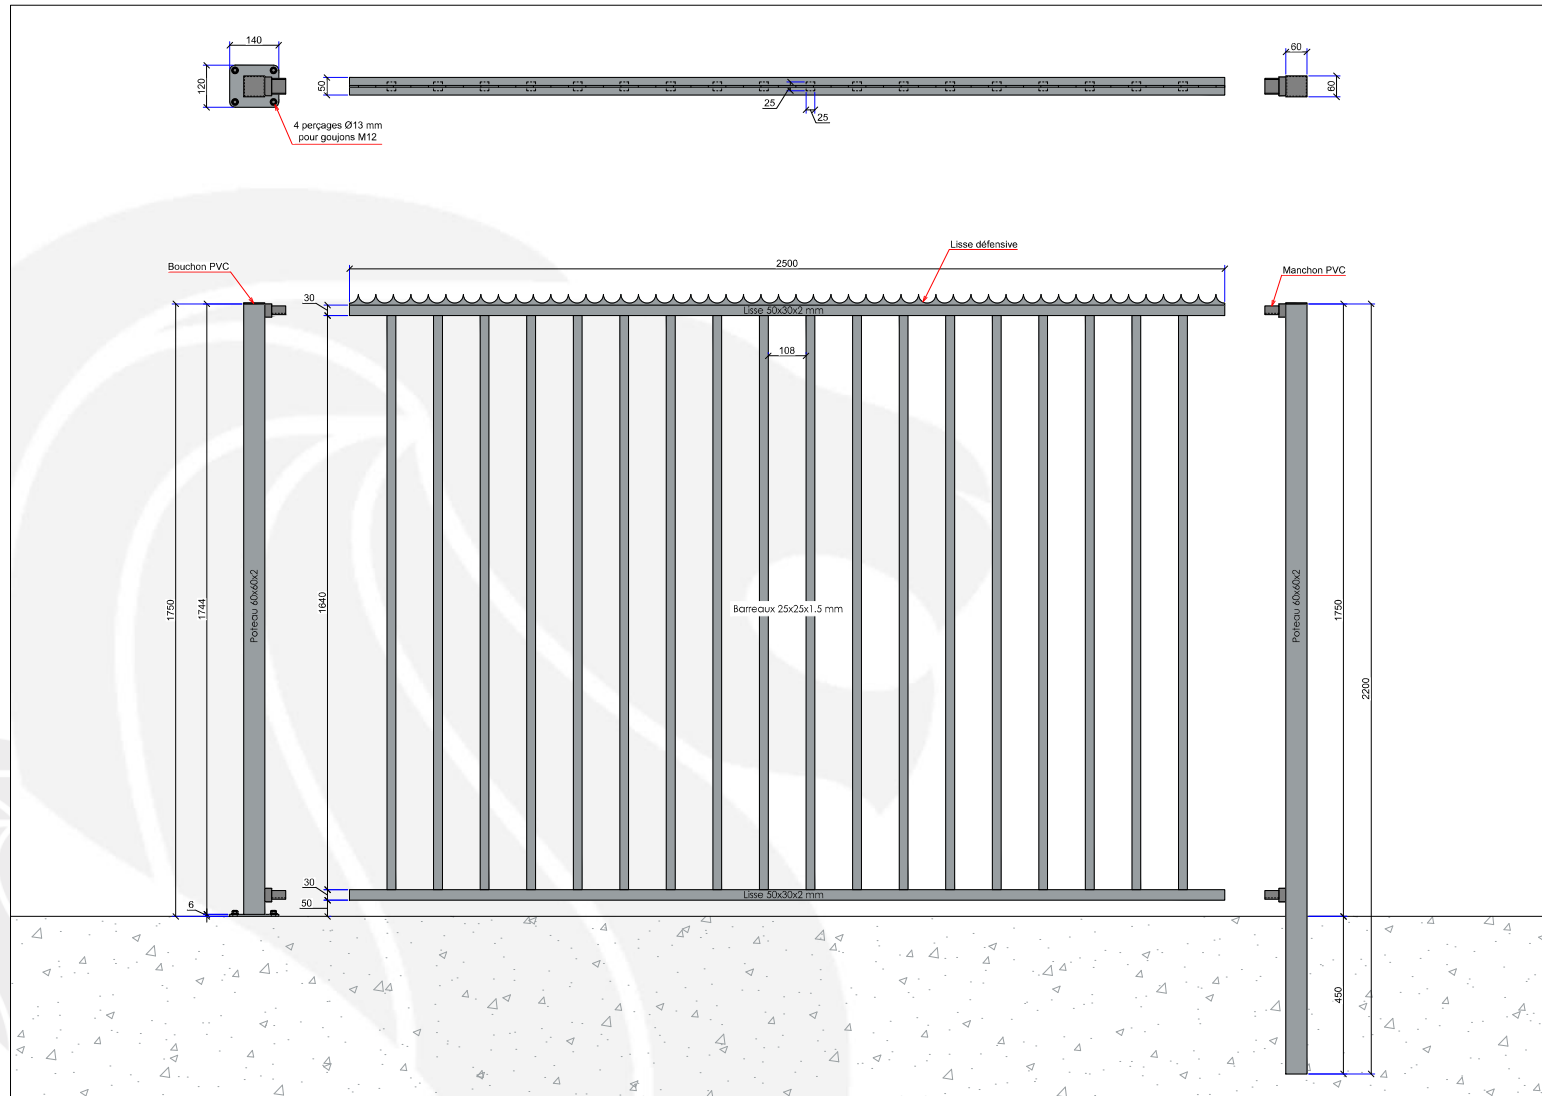 140
120
4 perçages Ø13 mm
pour goujons M12
50
25
25
60
60
Bouchon PVC
Lisse défensive
Manchon PVC
2500
30
Lisse 50x30x2 mm
108
1750
1744
Poteau 60x60x2
1640
Barreaux 25x25x1.5 mm
Poteau 60x60x2
1750
2200
30
Lisse 50x30x2 mm
50
6
450